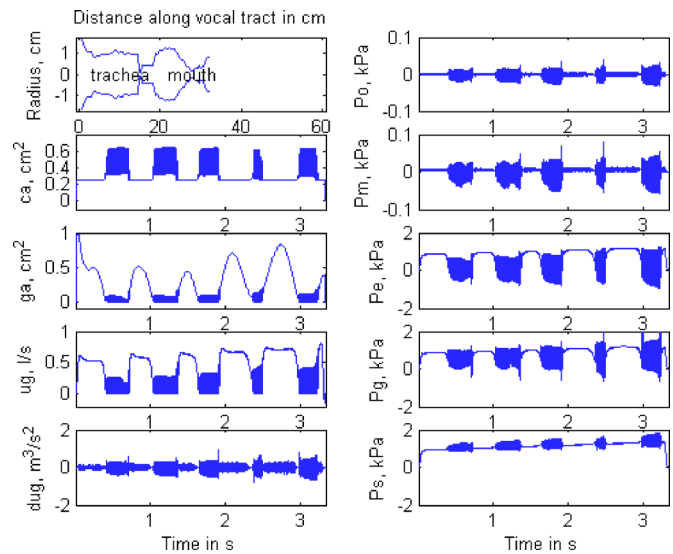 Distance along vocal tract in cm
Radius, cm
1
0
-1
trachea mouth
0 20 40 60
ca, cm2
0.6
0.4
0.2
0
1 2 3
ga, cm2
1
0.5
0
1 2 3
ug, l/s
1
0.5
0
1 2 3
dug, m3/s2
2
0
-2
1 2 3
Time in s
Po, kPa
0.1
0
-0.1
1 2 3
Pm, kPa
0.1
0
-0.1
1 2 3
Pe, kPa
2
0
-2
1 2 3
Pg, kPa
2
0
-2
1 2 3
Ps, kPa
2
0
-2
1 2 3
Time in s